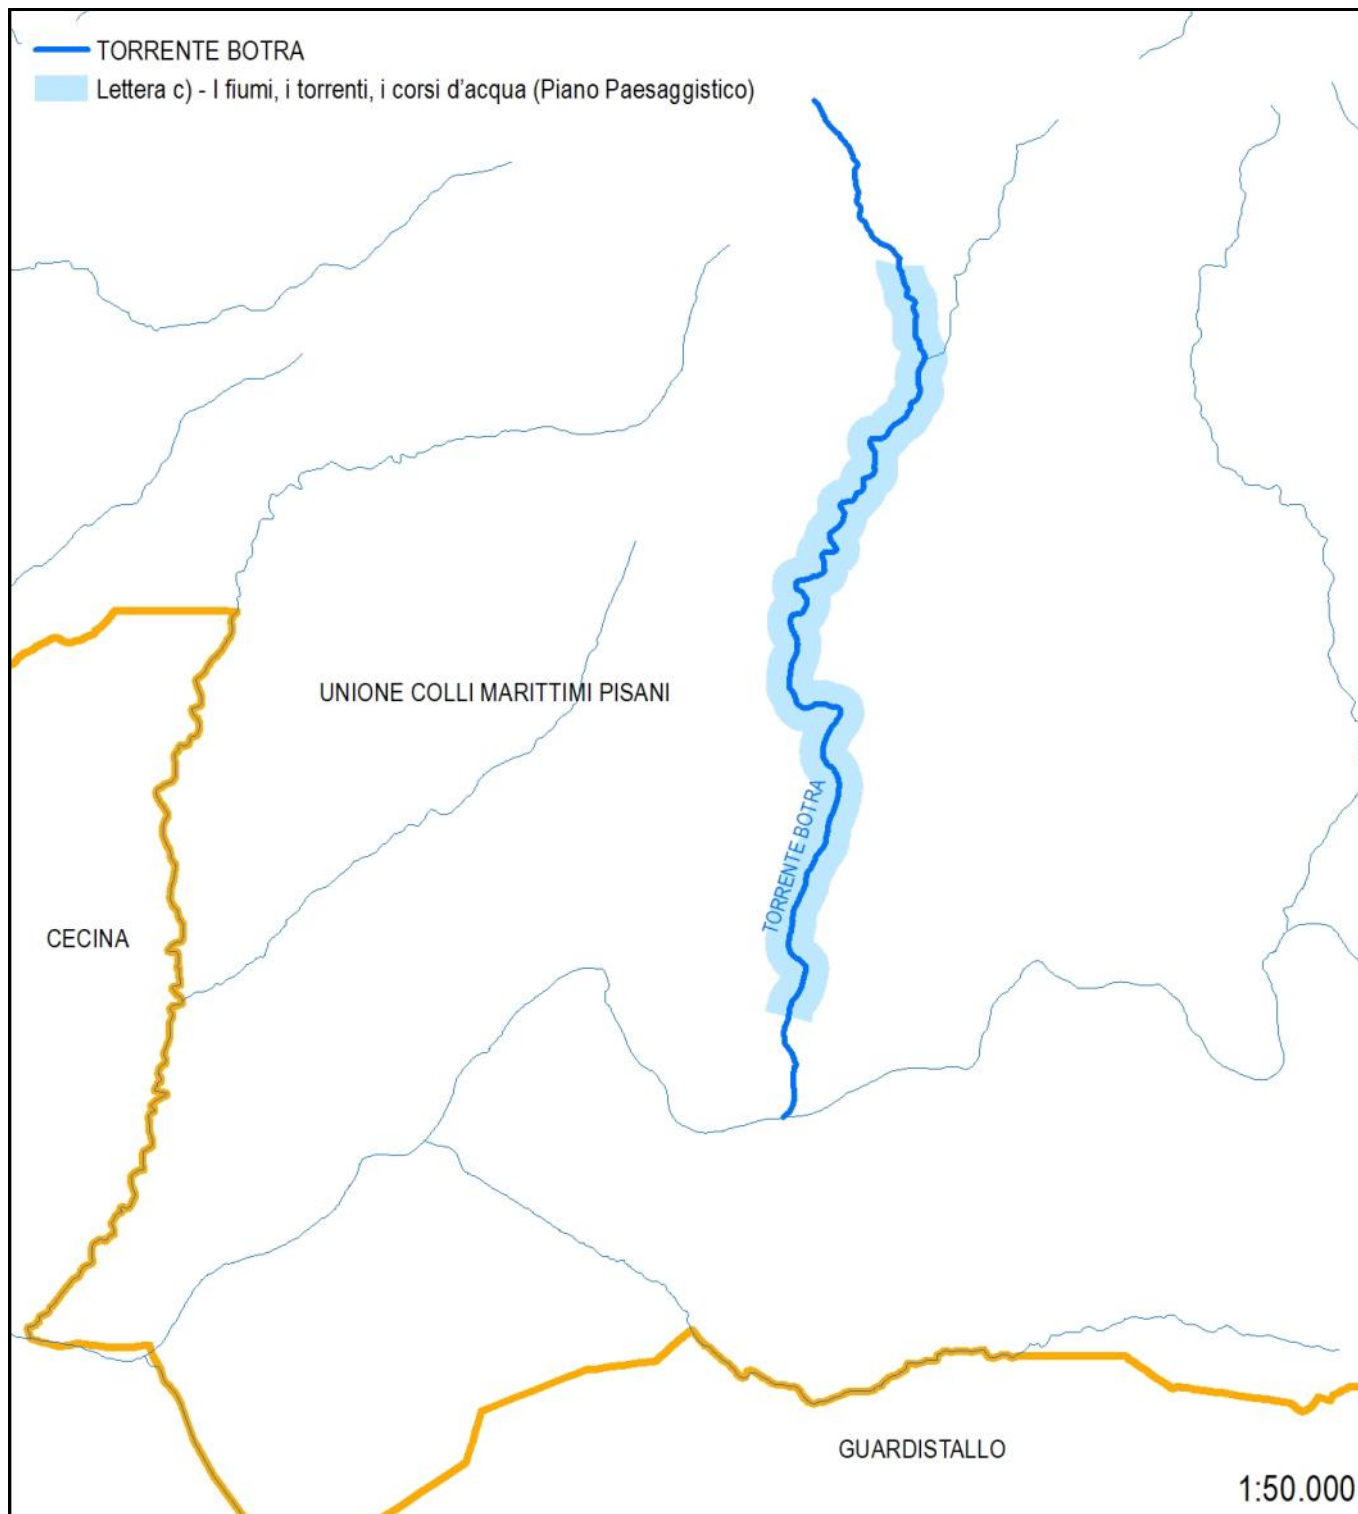 TORRENTE BOTRA
Lettera c) - I fiumi, i torrenti, i corsi d'acqua (Piano Paesaggistico)
UNIONE COLLI MARITTIMI PISANI
TORRENTE BOTRA
CECINA
GUARDISTALLO
1:50.000